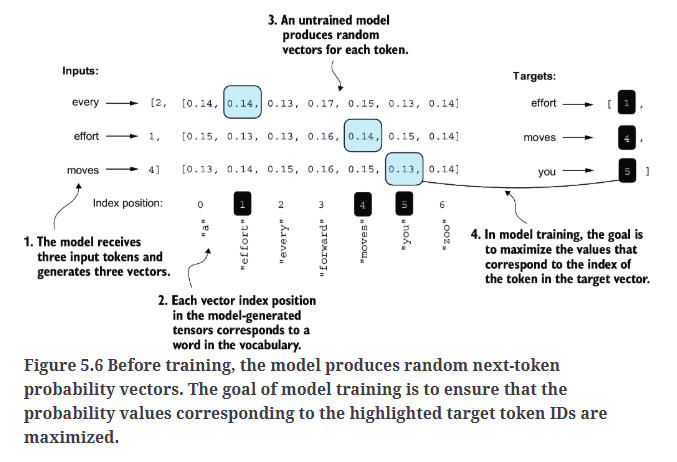 3. An untrained model
produces random
vectors for each token.
Inputs:
Targets:
every [2, [0.14, 0.14, 0.13, 0.17, 0.15, 0.13, 0.14] effort [ 1 ,
effort 1, [0.15, 0.13, 0.13, 0.16, 0.14, 0.15, 0.14] moves 4 ,
moves 4] [0.13, 0.14, 0.15, 0.16, 0.15, 0.13, 0.14] you 5 ]
Index position: 0 1 2 3 4 5 6
"a" "effort" "every" "forward" "moves" "you" "zoo"
1. The model receives
three input tokens and
generates three vectors.
2. Each vector index position
in the model-generated
tensors corresponds to a
word in the vocabulary.
4. In model training, the goal is
to maximize the values that
correspond to the index of
the token in the target vector.
Figure 5.6 Before training, the model produces random next-token
probability vectors. The goal of model training is to ensure that the
probability values corresponding to the highlighted target token IDs are
maximized.